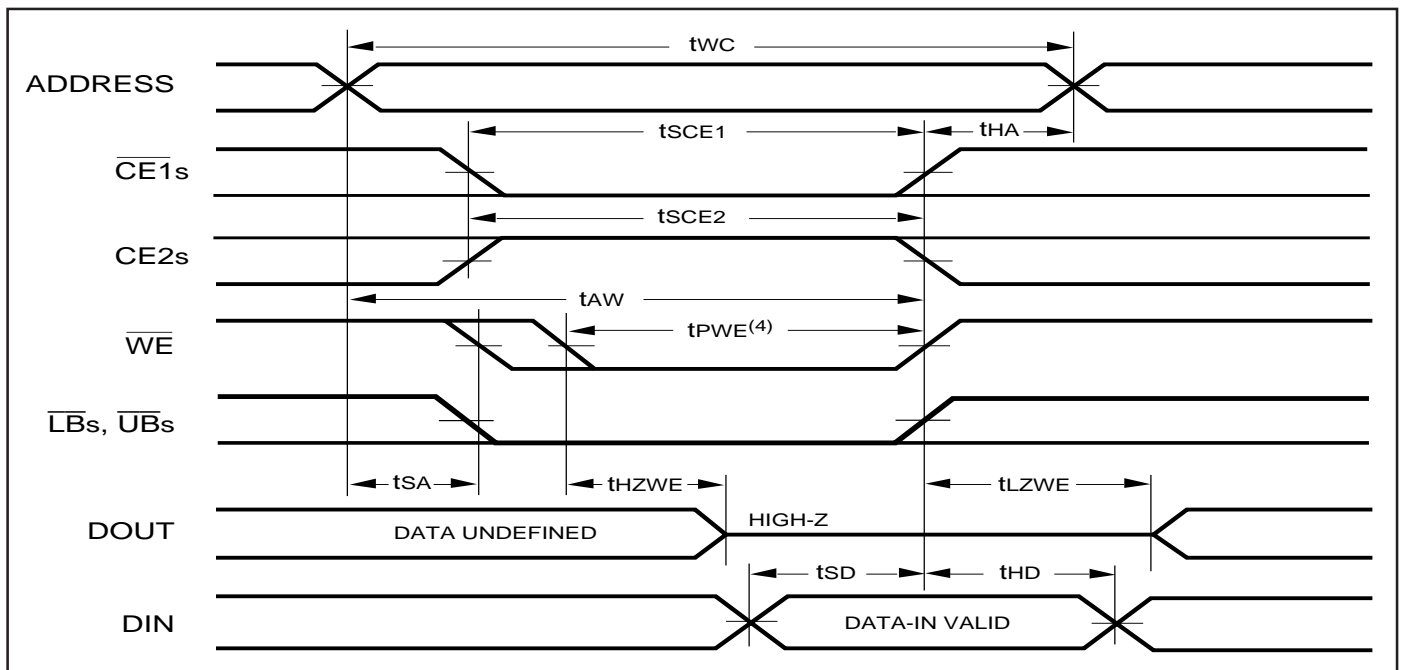 tWC
ADDRESS
tSCE1
tHA
CE1s
tSCE2
CE2s
tAW
tPWE(4)
WE
LBs, UBs
tSA
tHZWE
tLZWE
DOUT
DATA UNDEFINED
HIGH-Z
tSD
tHD
DIN
DATA-IN VALID